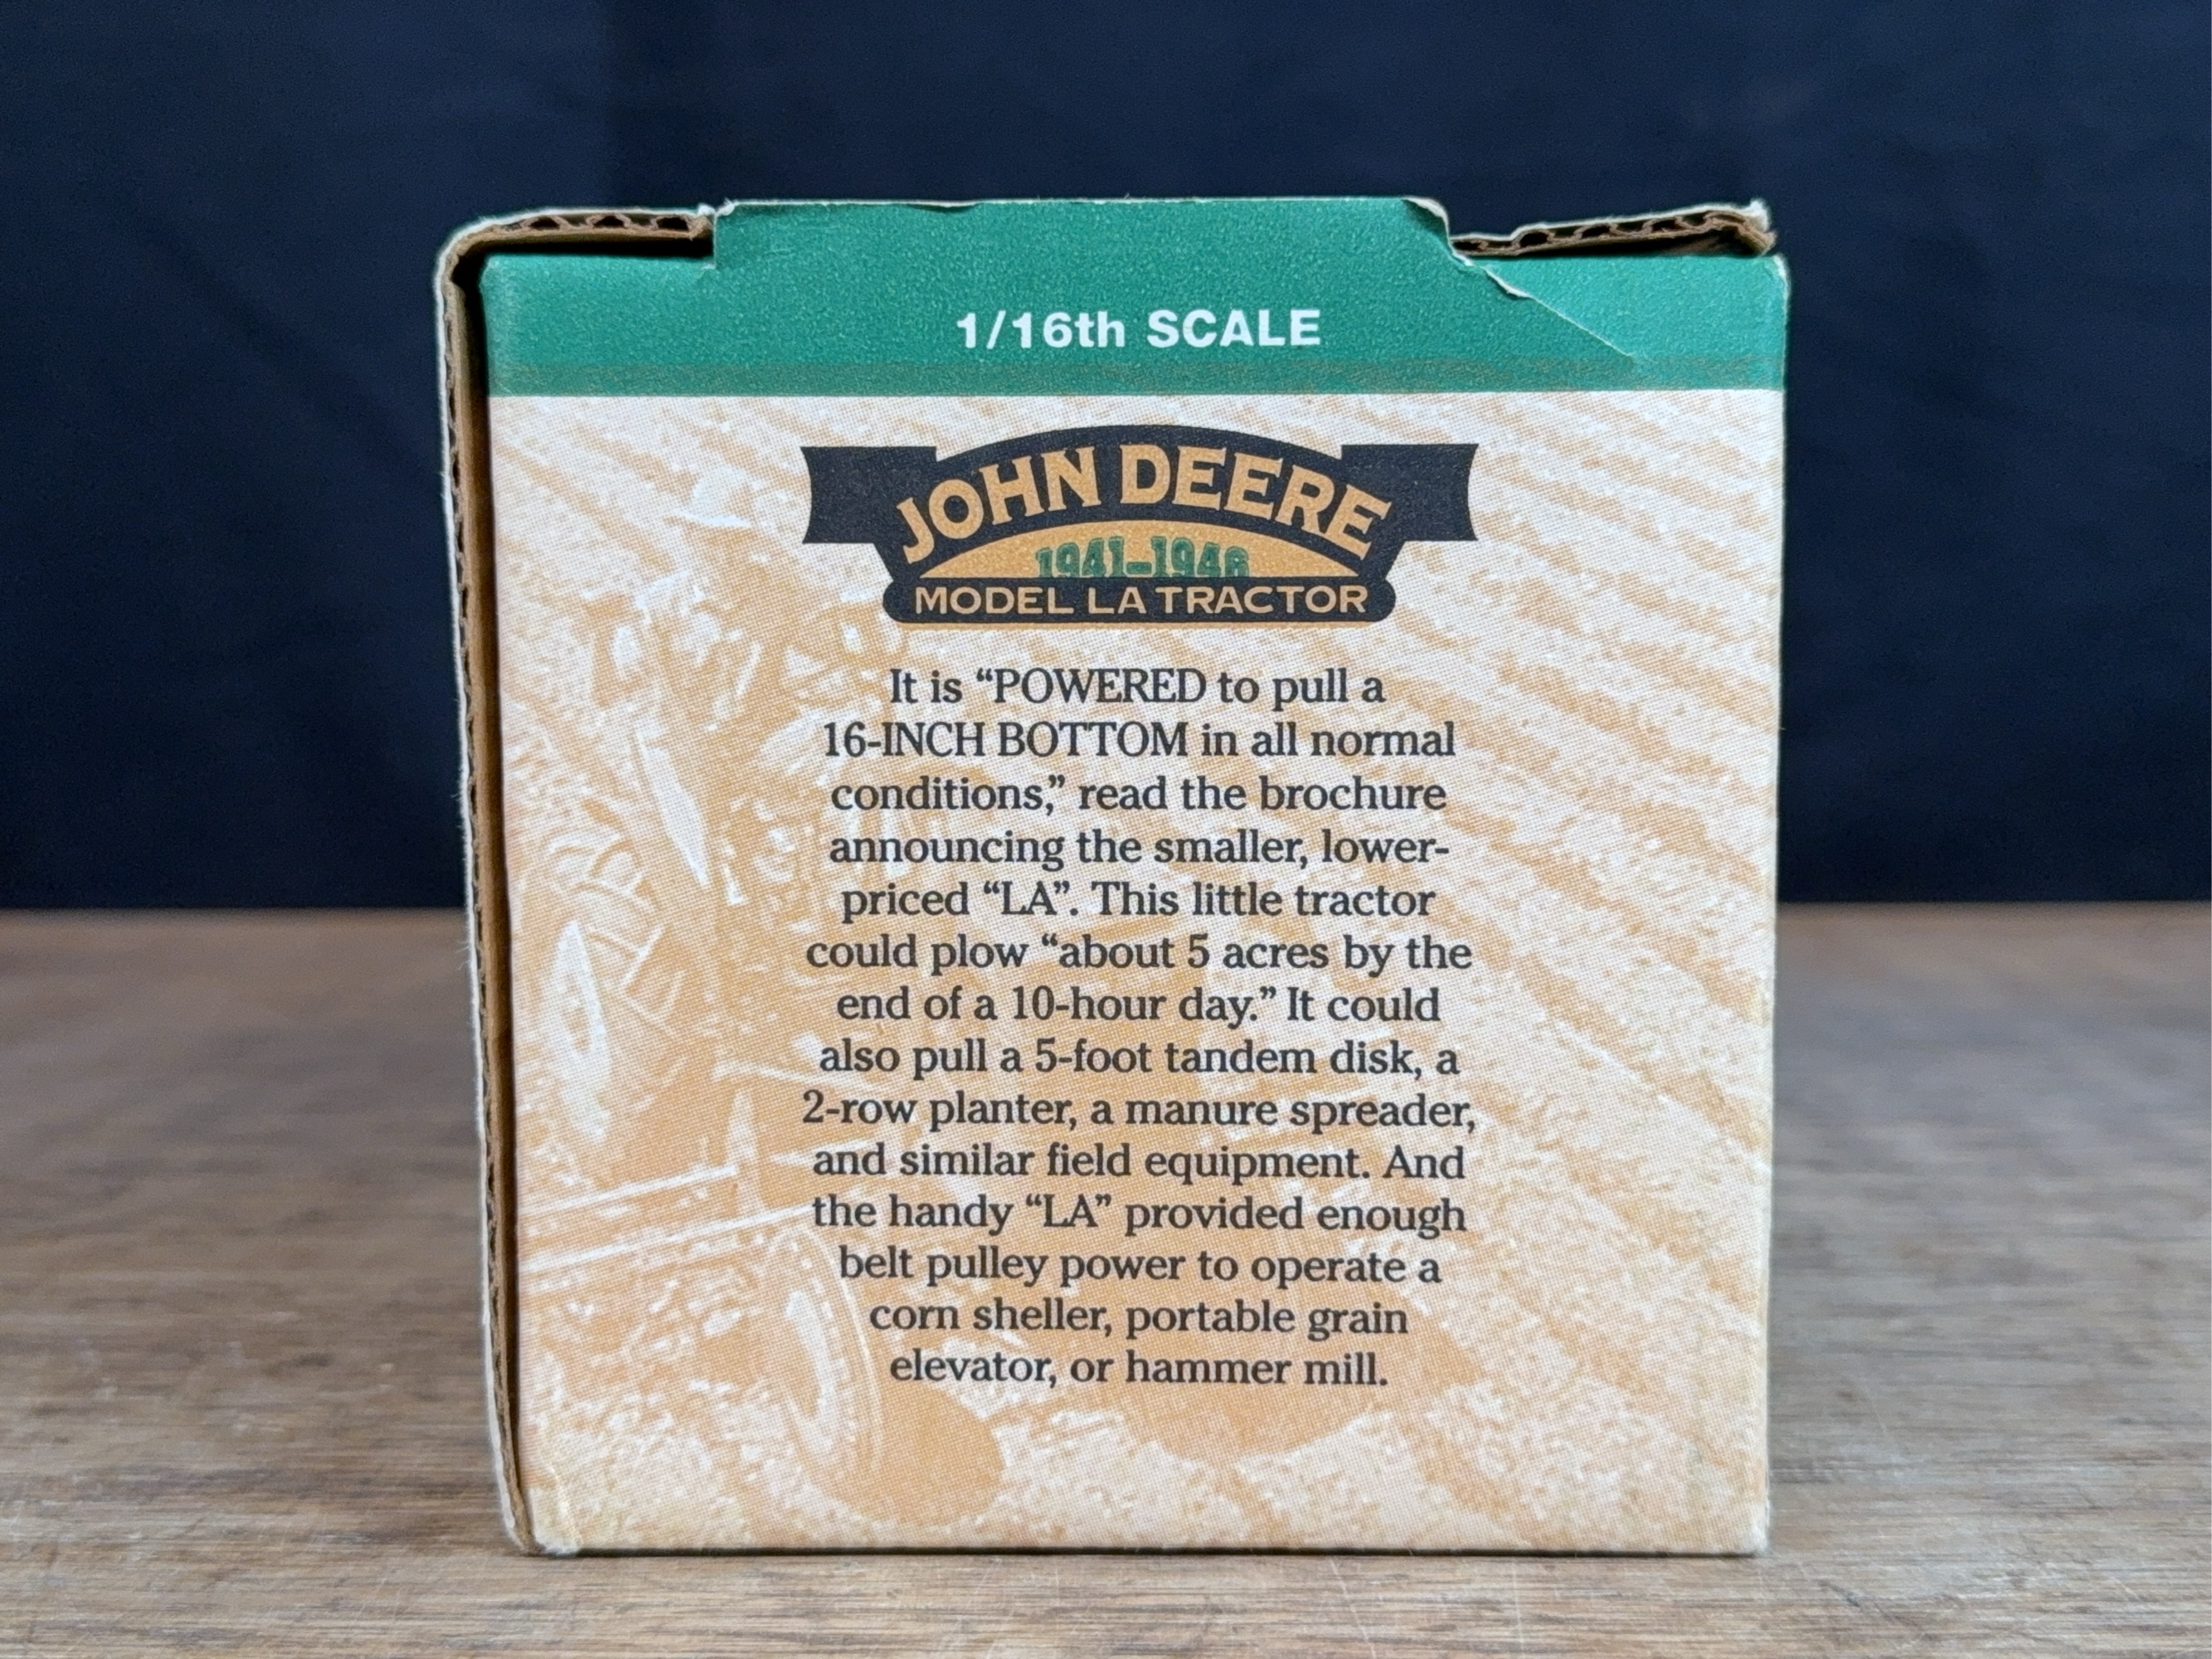 1/16th SCALE
JOHN DEERE
1941-1946
MODEL LA TRACTOR
It is “POWERED to pull a
16-INCH BOTTOM in all normal
conditions,” read the brochure
announcing the smaller, lower-
priced “LA”. This little tractor
could plow “about 5 acres by the
end of a 10-hour day.” It could
also pull a 5-foot tandem disk, a
2-row planter, a manure spreader,
and similar field equipment. And
the handy “LA” provided enough
belt pulley power to operate a
corn sheller, portable grain
elevator, or hammer mill.